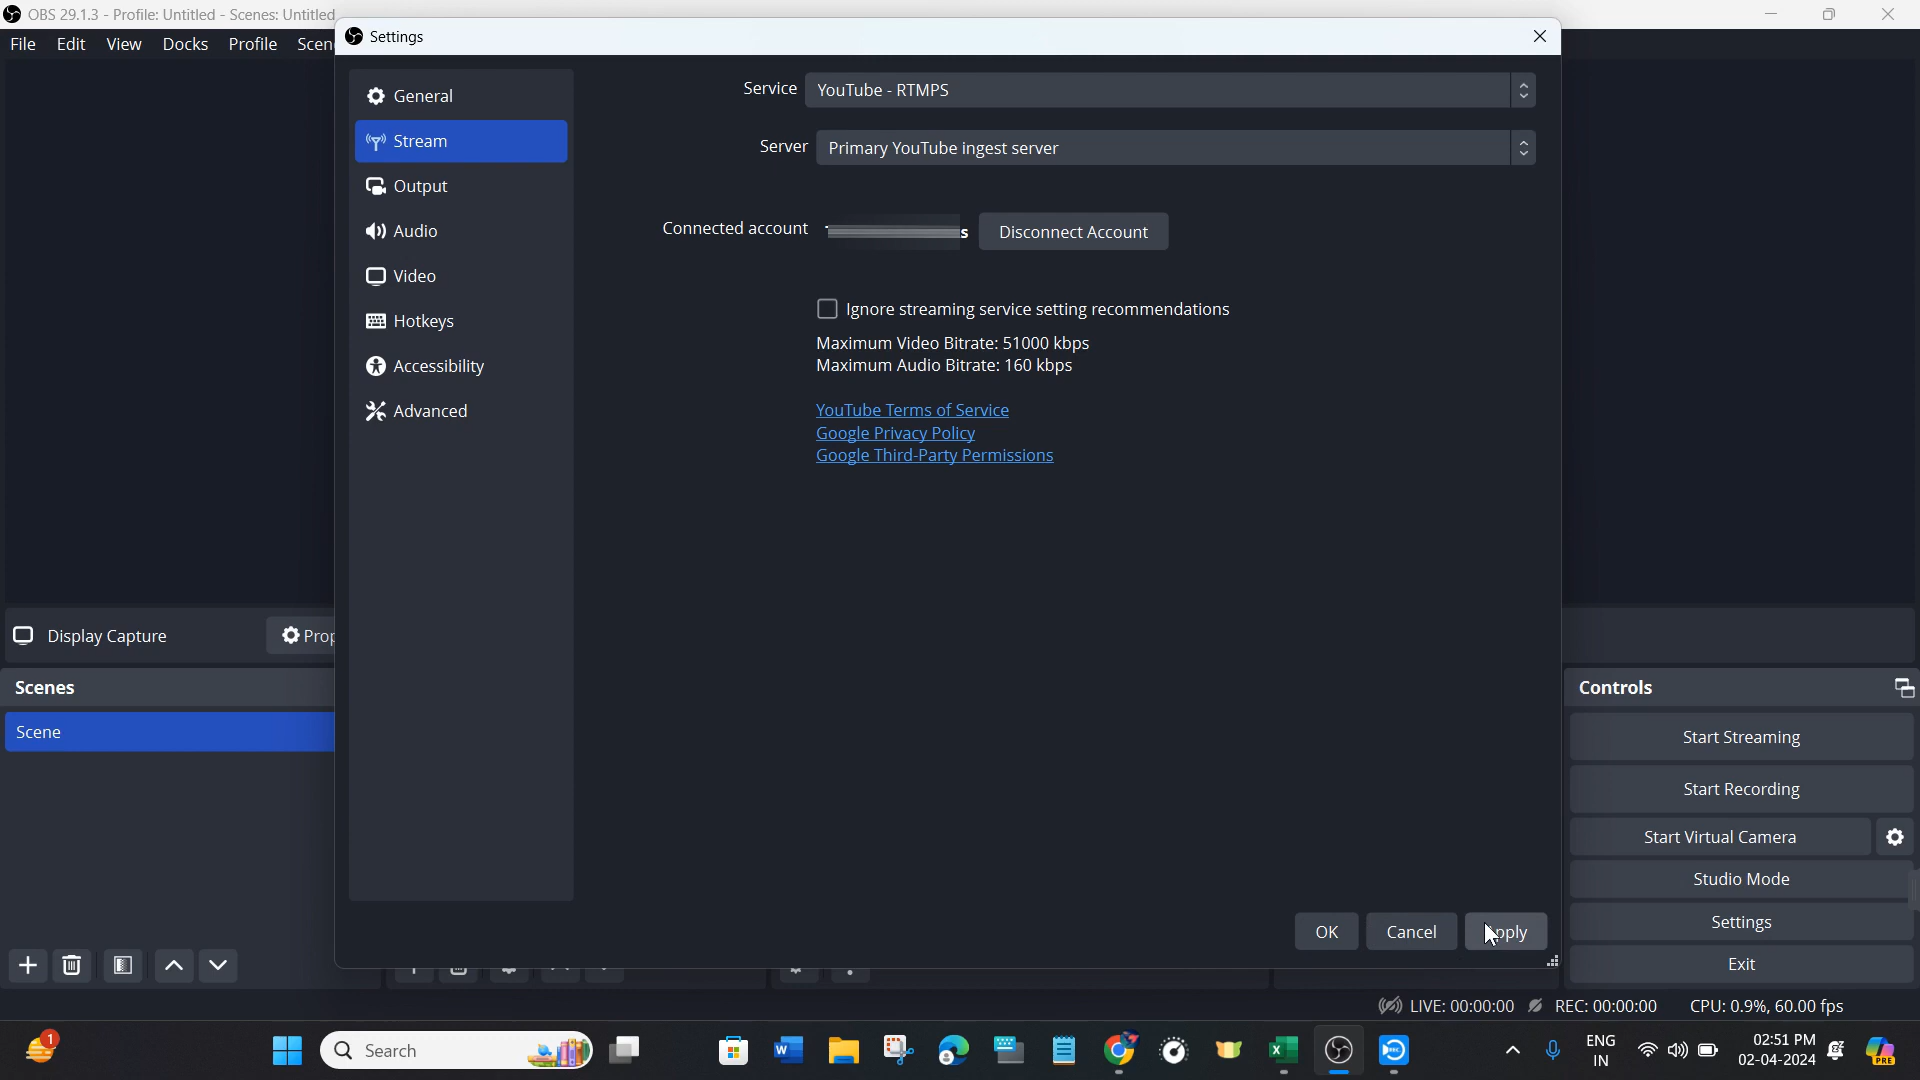 OBS 29.1.3 - Profile: Untitled - Scenes: Untitled
File Edit View Docks Profile Scen
Settings
General
Stream
Output
Audio
Video
Hotkeys
Accessibility
Advanced
Service YouTube - RTMPS
Server Primary YouTube ingest server
Connected account s Disconnect Account
Ignore streaming service setting recommendations
Maximum Video Bitrate: 51000 kbps
Maximum Audio Bitrate: 160 kbps
YouTube Terms of Service
Google Privacy Policy
Google Third-Party Permissions
OK Cancel pply
Display Capture Prop
Scenes
Scene
Controls
Start Streaming
Start Recording
Start Virtual Camera
Studio Mode
Settings
Exit
LIVE: 00:00:00 REC: 00:00:00 CPU: 0.9%, 60.00 fps
1
Search
ENG
IN
02:51 PM
02-04-2024
PRE